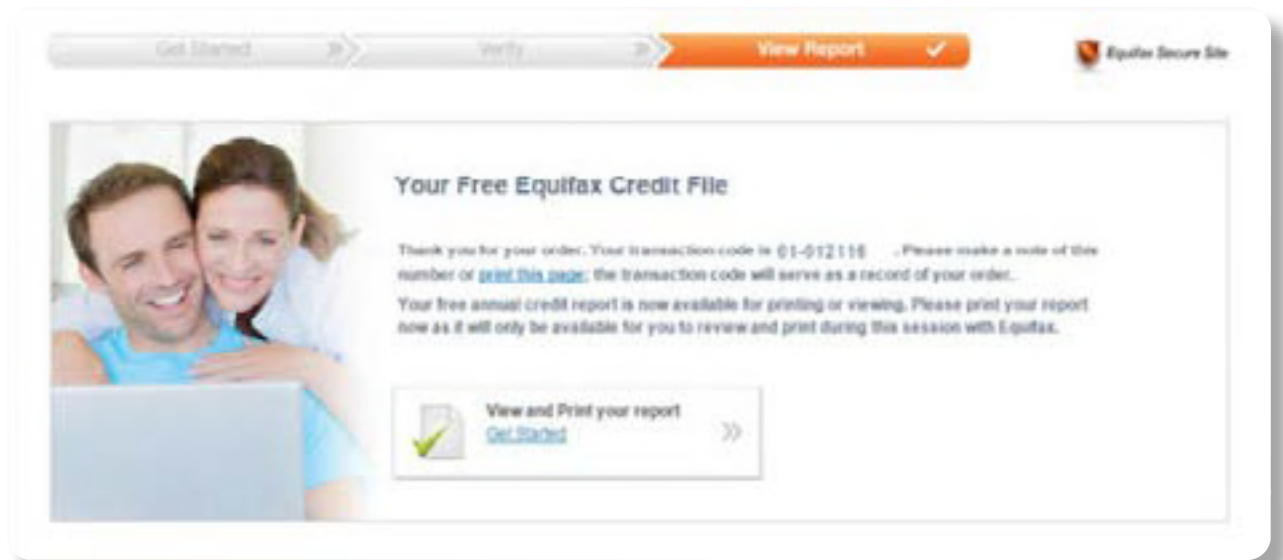 Get Started
Verify
View Report
Equifax Secure Site
Your Free Equifax Credit File
Thank you for your order. Your transaction code is 01-012116 . Please make a note of this
number or print this page; the transaction code will serve as a record of your order.
Your free annual credit report is now available for printing or viewing. Please print your report
now as it will only be available for you to review and print during this session with Equifax.
View and Print your report
Get Started